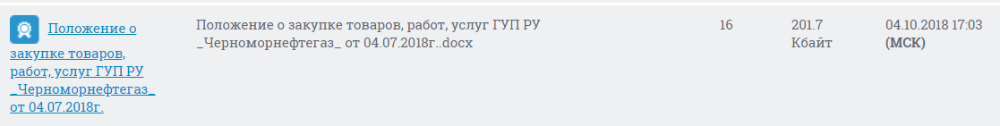 Положение о
закупке товаров,
работ, услуг ГУП РУ
_Черноморнефтегаз_
от 04.07.2018г.
Положение о закупке товаров, работ, услуг ГУП РУ
_Черноморнефтегаз_ от 04.07.2018г..docx
16
201.7
Кбайт
04.10.2018 17:03
(МСК)